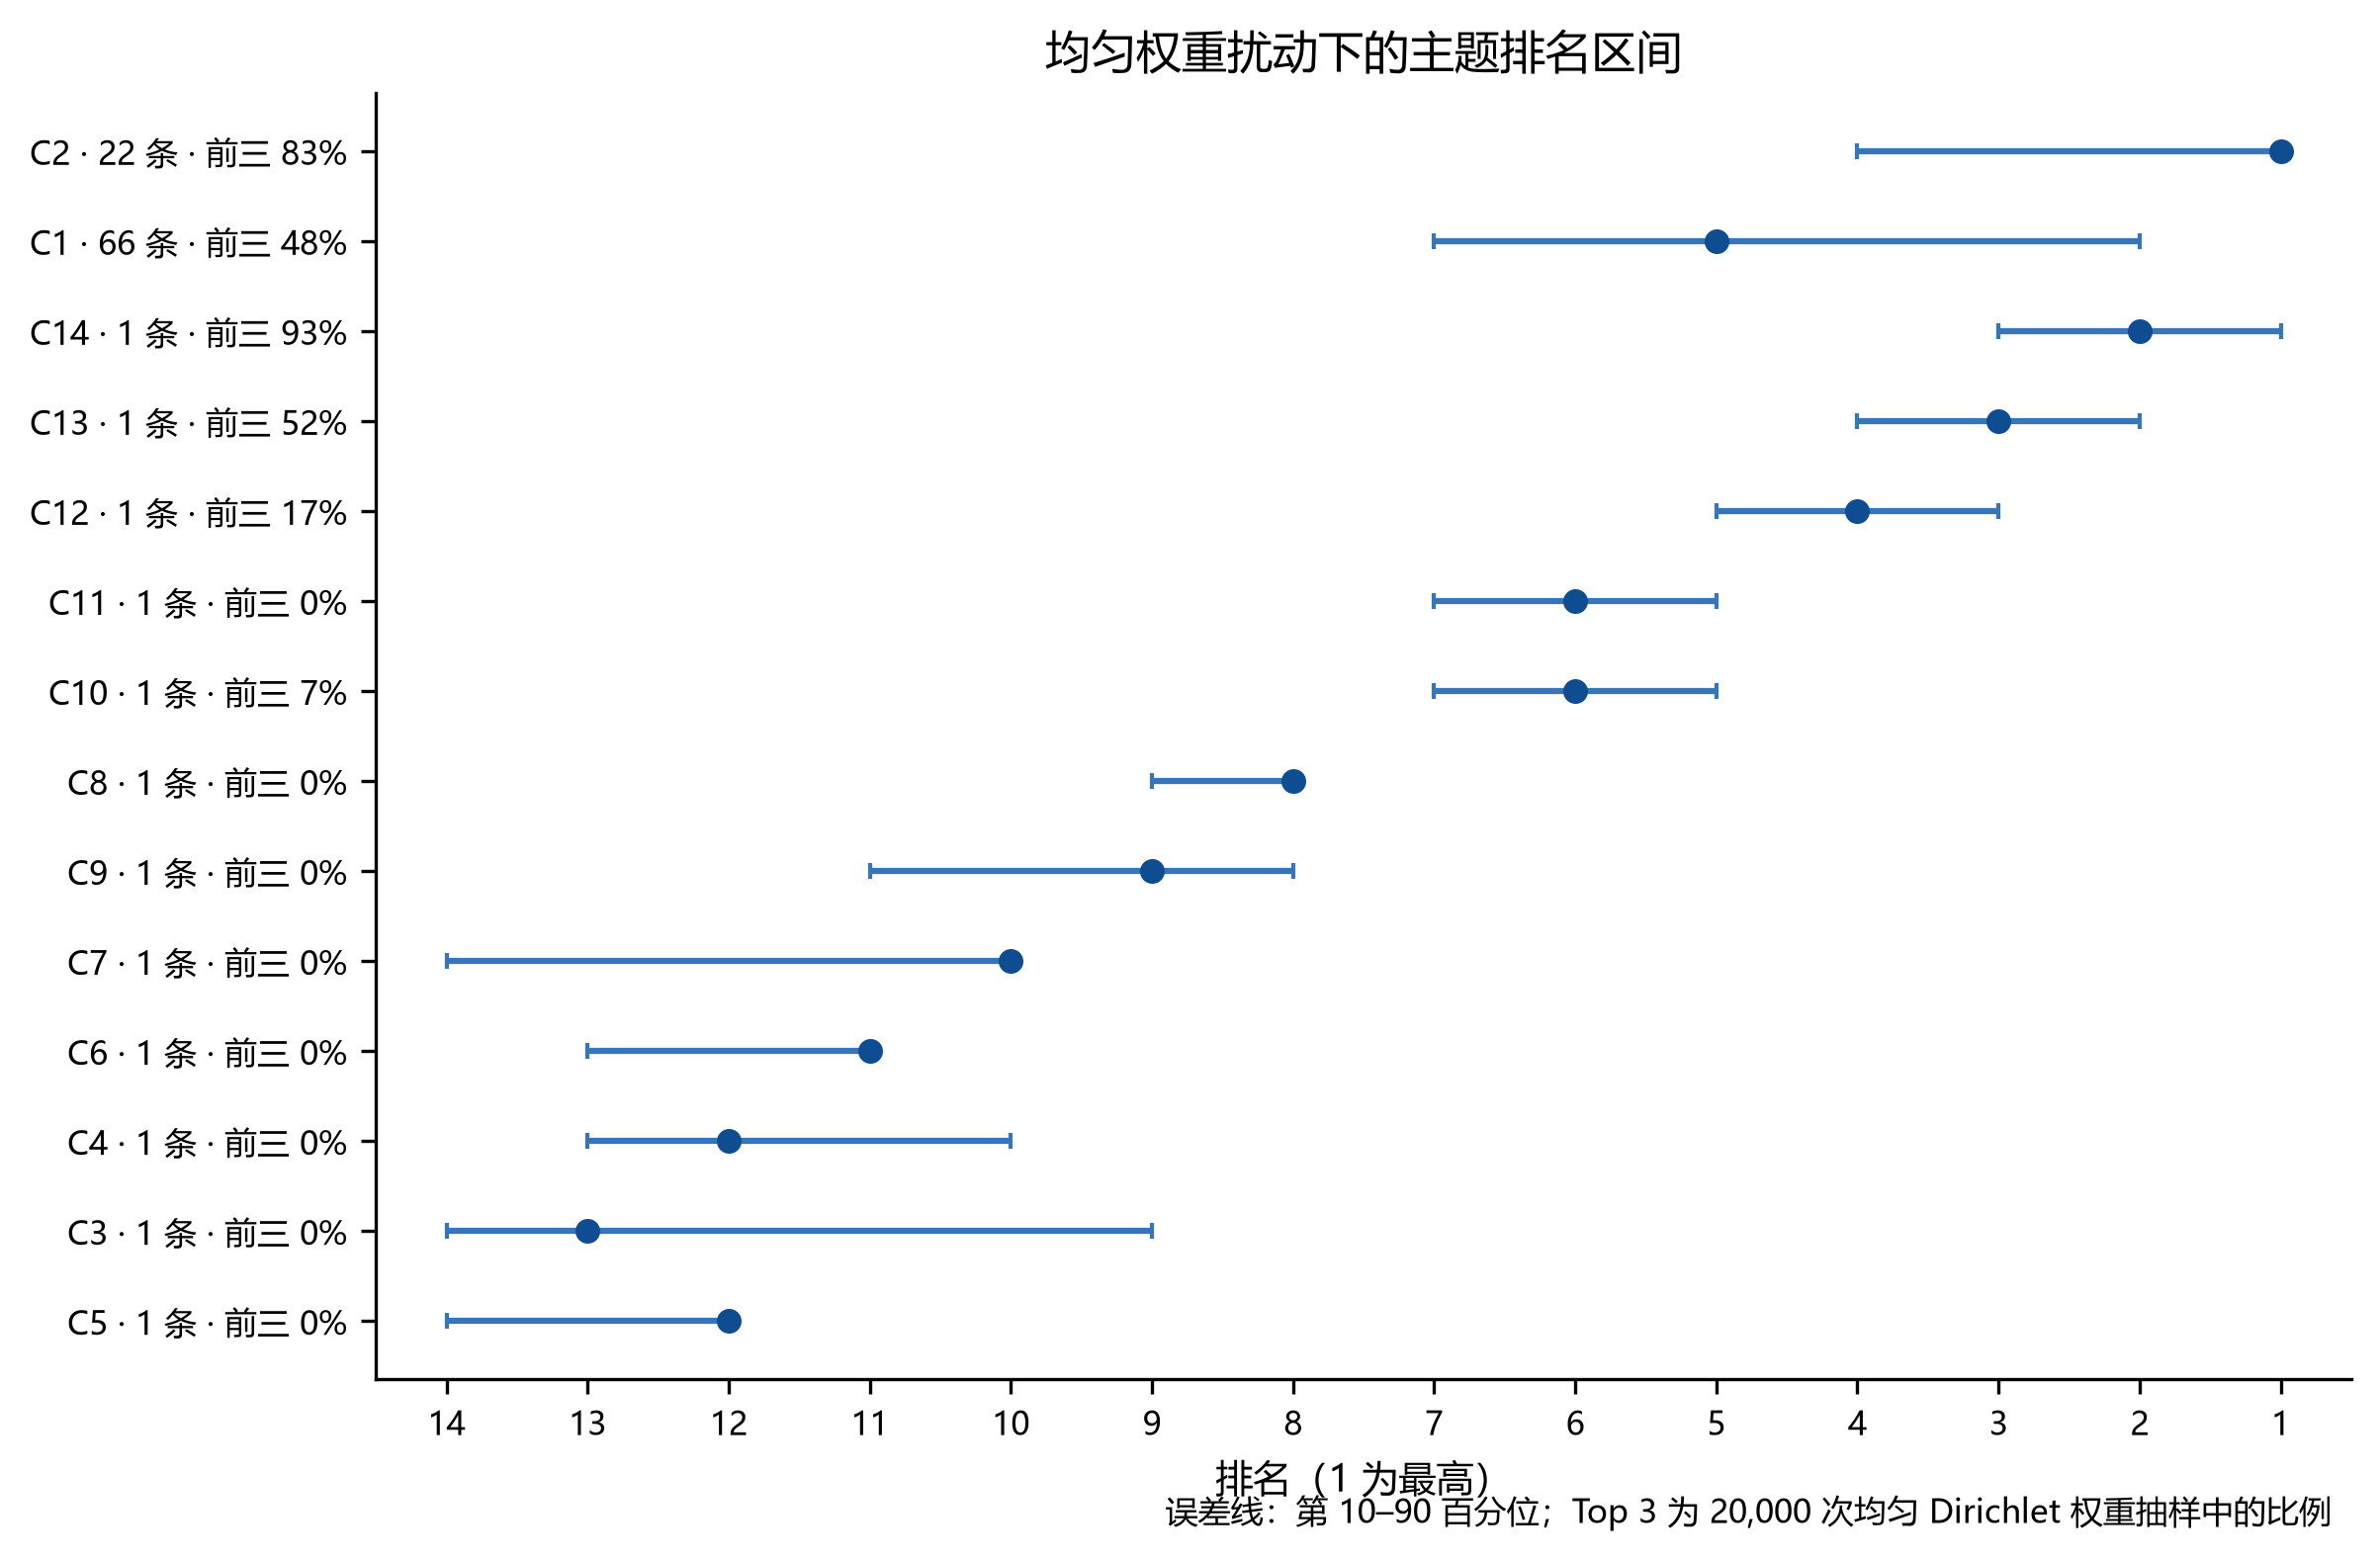 均匀权重扰动下的主题排名区间
C2 · 22 条 · 前三 83%
C1 · 66 条 · 前三 48%
C14 · 1 条 · 前三 93%
C13 · 1 条 · 前三 52%
C12 · 1 条 · 前三 17%
C11 · 1 条 · 前三 0%
C10 · 1 条 · 前三 7%
C8 · 1 条 · 前三 0%
C9 · 1 条 · 前三 0%
C7 · 1 条 · 前三 0%
C6 · 1 条 · 前三 0%
C4 · 1 条 · 前三 0%
C3 · 1 条 · 前三 0%
C5 · 1 条 · 前三 0%
14 13 12 11 10 9 8 7 6 5 4 3 2 1
排名（1 为最高）
误差线：第 10–90 百分位；Top 3 为 20,000 次均匀 Dirichlet 权重抽样中的比例